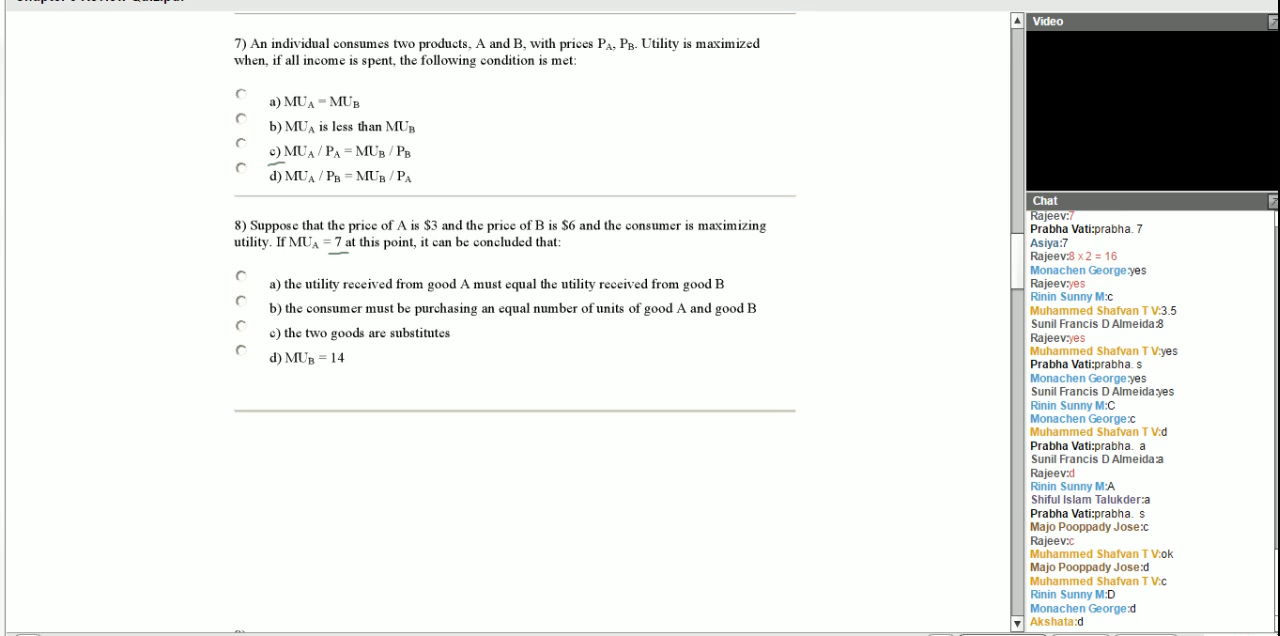 7) An individual consumes two products, A and B, with prices PA, PB. Utility is maximized
when, if all income is spent, the following condition is met:
a) MUA = MUB
b) MUA is less than MUB
c) MUA / PA = MUB / PB
d) MUA / PB = MUB / PA
8) Suppose that the price of A is $3 and the price of B is $6 and the consumer is maximizing
utility. If MUA = 7 at this point, it can be concluded that:
a) the utility received from good A must equal the utility received from good B
b) the consumer must be purchasing an equal number of units of good A and good B
c) the two goods are substitutes
d) MUB = 14
Video
Chat
Rajeev:7
Prabha Vati:prabha. 7
Asiya:7
Rajeev:8 x 2 = 16
Monachen George:yes
Rajeev:yes
Rinin Sunny M:c
Muhammed Shafvan T V:3.5
Sunil Francis D Almeida:8
Rajeev:yes
Muhammed Shafvan T V:yes
Prabha Vati:prabha. s
Monachen George:yes
Sunil Francis D Almeida:yes
Rinin Sunny M:C
Monachen George:c
Muhammed Shafvan T V:d
Prabha Vati:prabha. a
Sunil Francis D Almeida:a
Rajeev:d
Rinin Sunny M:A
Shiful Islam Talukder:a
Prabha Vati:prabha. s
Majo Pooppady Jose:c
Rajeev:c
Muhammed Shafvan T V:ok
Majo Pooppady Jose:d
Muhammed Shafvan T V:c
Rinin Sunny M:D
Monachen George:d
Akshata:d